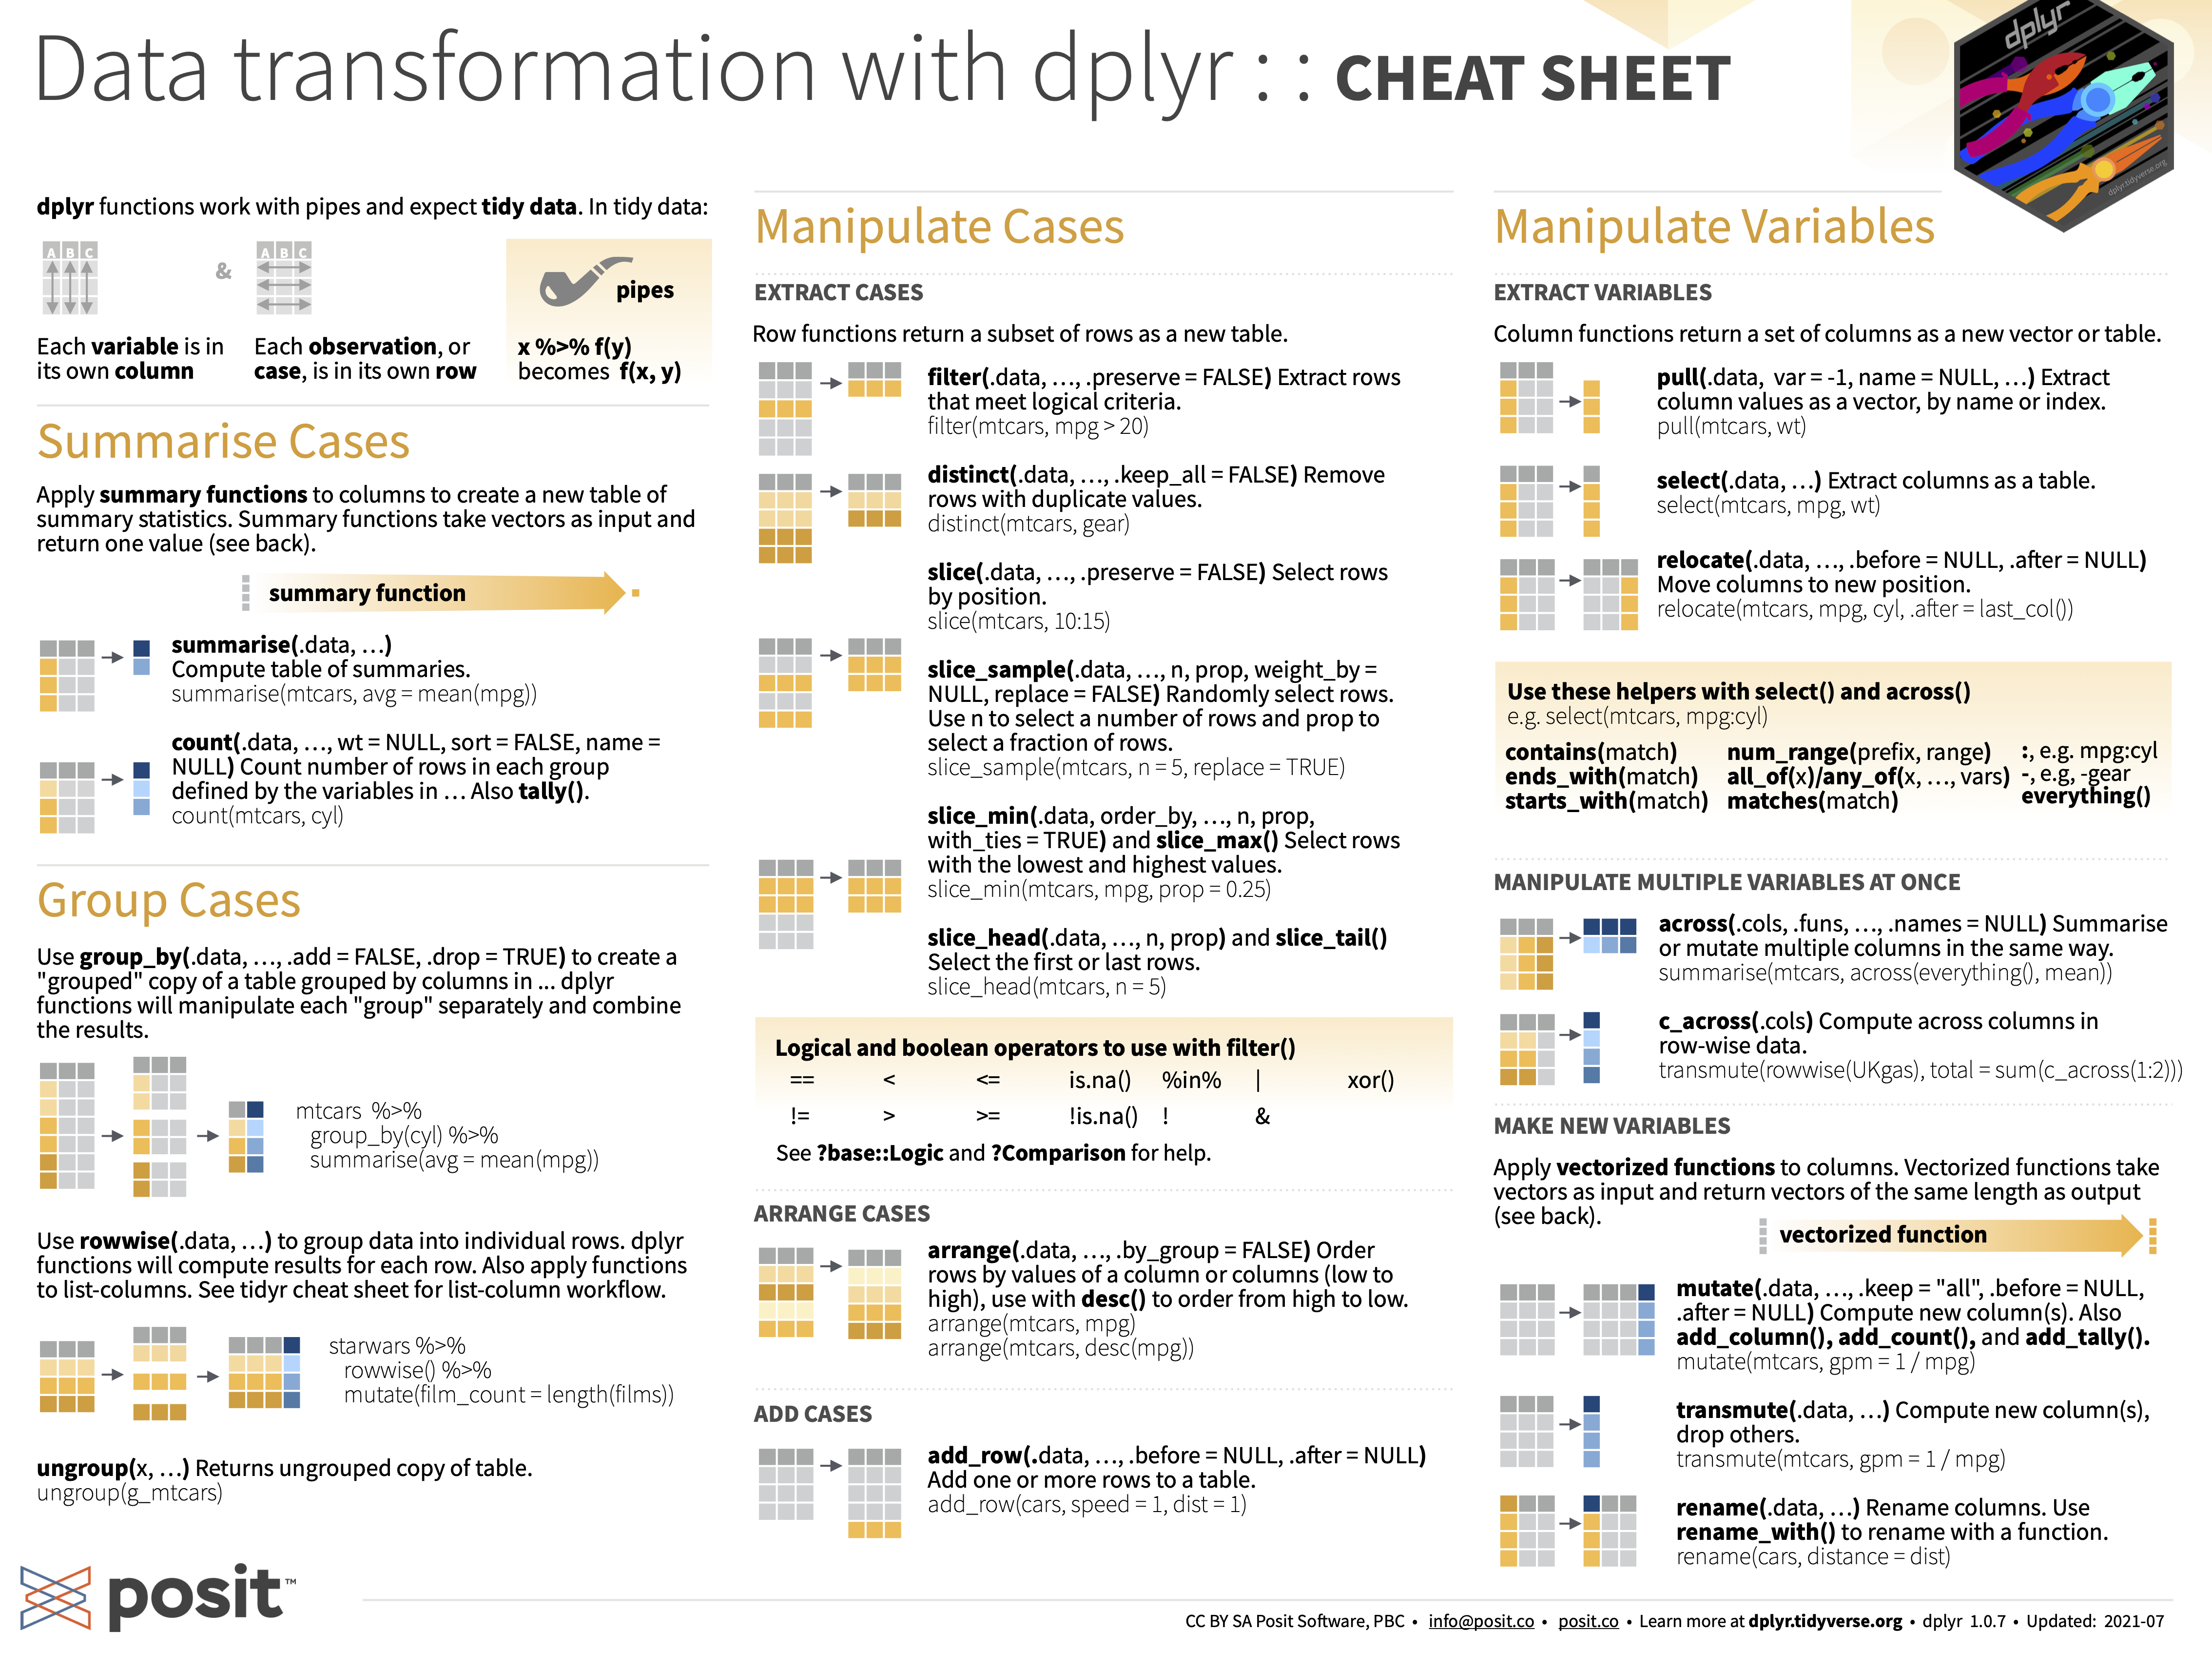 Data transformation with dplyr : : CHEAT SHEET
dplyr
dplyr.tidyverse.org
dplyr functions work with pipes and expect tidy data. In tidy data:
A B C
&
A B C
pipes
Each variable is in
its own column
Each observation, or
case, is in its own row
x %>% f(y)
becomes f(x, y)
Summarise Cases
Apply summary functions to columns to create a new table of
summary statistics. Summary functions take vectors as input and
return one value (see back).
summary function
summarise(.data, …)
Compute table of summaries.
summarise(mtcars, avg = mean(mpg))
count(.data, …, wt = NULL, sort = FALSE, name =
NULL) Count number of rows in each group
defined by the variables in … Also tally().
count(mtcars, cyl)
Group Cases
Use group_by(.data, …, .add = FALSE, .drop = TRUE) to create a
"grouped" copy of a table grouped by columns in ... dplyr
functions will manipulate each "group" separately and combine
the results.
mtcars %>%
group_by(cyl) %>%
summarise(avg = mean(mpg))
Use rowwise(.data, …) to group data into individual rows. dplyr
functions will compute results for each row. Also apply functions
to list-columns. See tidyr cheat sheet for list-column workflow.
starwars %>%
rowwise() %>%
mutate(film_count = length(films))
ungroup(x, …) Returns ungrouped copy of table.
ungroup(g_mtcars)
Manipulate Cases
EXTRACT CASES
Row functions return a subset of rows as a new table.
filter(.data, …, .preserve = FALSE) Extract rows
that meet logical criteria.
filter(mtcars, mpg > 20)
distinct(.data, …, .keep_all = FALSE) Remove
rows with duplicate values.
distinct(mtcars, gear)
slice(.data, …, .preserve = FALSE) Select rows
by position.
slice(mtcars, 10:15)
slice_sample(.data, …, n, prop, weight_by =
NULL, replace = FALSE) Randomly select rows.
Use n to select a number of rows and prop to
select a fraction of rows.
slice_sample(mtcars, n = 5, replace = TRUE)
slice_min(.data, order_by, …, n, prop,
with_ties = TRUE) and slice_max() Select rows
with the lowest and highest values.
slice_min(mtcars, mpg, prop = 0.25)
slice_head(.data, …, n, prop) and slice_tail()
Select the first or last rows.
slice_head(mtcars, n = 5)
Logical and boolean operators to use with filter()
== < <= is.na() %in% | xor()
!= > >= !is.na() ! &
See ?base::Logic and ?Comparison for help.
ARRANGE CASES
arrange(.data, …, .by_group = FALSE) Order
rows by values of a column or columns (low to
high), use with desc() to order from high to low.
arrange(mtcars, mpg)
arrange(mtcars, desc(mpg))
ADD CASES
add_row(.data, …, .before = NULL, .after = NULL)
Add one or more rows to a table.
add_row(cars, speed = 1, dist = 1)
Manipulate Variables
EXTRACT VARIABLES
Column functions return a set of columns as a new vector or table.
pull(.data, var = -1, name = NULL, …) Extract
column values as a vector, by name or index.
pull(mtcars, wt)
select(.data, …) Extract columns as a table.
select(mtcars, mpg, wt)
relocate(.data, …, .before = NULL, .after = NULL)
Move columns to new position.
relocate(mtcars, mpg, cyl, .after = last_col())
Use these helpers with select() and across()
e.g. select(mtcars, mpg:cyl)
contains(match) num_range(prefix, range) :, e.g. mpg:cyl
ends_with(match) all_of(x)/any_of(x, …, vars) -, e.g, -gear
starts_with(match) matches(match) everything()
MANIPULATE MULTIPLE VARIABLES AT ONCE
across(.cols, .funs, …, .names = NULL) Summarise
or mutate multiple columns in the same way.
summarise(mtcars, across(everything(), mean))
c_across(.cols) Compute across columns in
row-wise data.
transmute(rowwise(UKgas), total = sum(c_across(1:2)))
MAKE NEW VARIABLES
Apply vectorized functions to columns. Vectorized functions take
vectors as input and return vectors of the same length as output
(see back).
vectorized function
mutate(.data, …, .keep = "all", .before = NULL,
.after = NULL) Compute new column(s). Also
add_column(), add_count(), and add_tally().
mutate(mtcars, gpm = 1 / mpg)
transmute(.data, …) Compute new column(s),
drop others.
transmute(mtcars, gpm = 1 / mpg)
rename(.data, …) Rename columns. Use
rename_with() to rename with a function.
rename(cars, distance = dist)
posit™
CC BY SA Posit Software, PBC • info@posit.co • posit.co • Learn more at dplyr.tidyverse.org • dplyr 1.0.7 • Updated: 2021-07